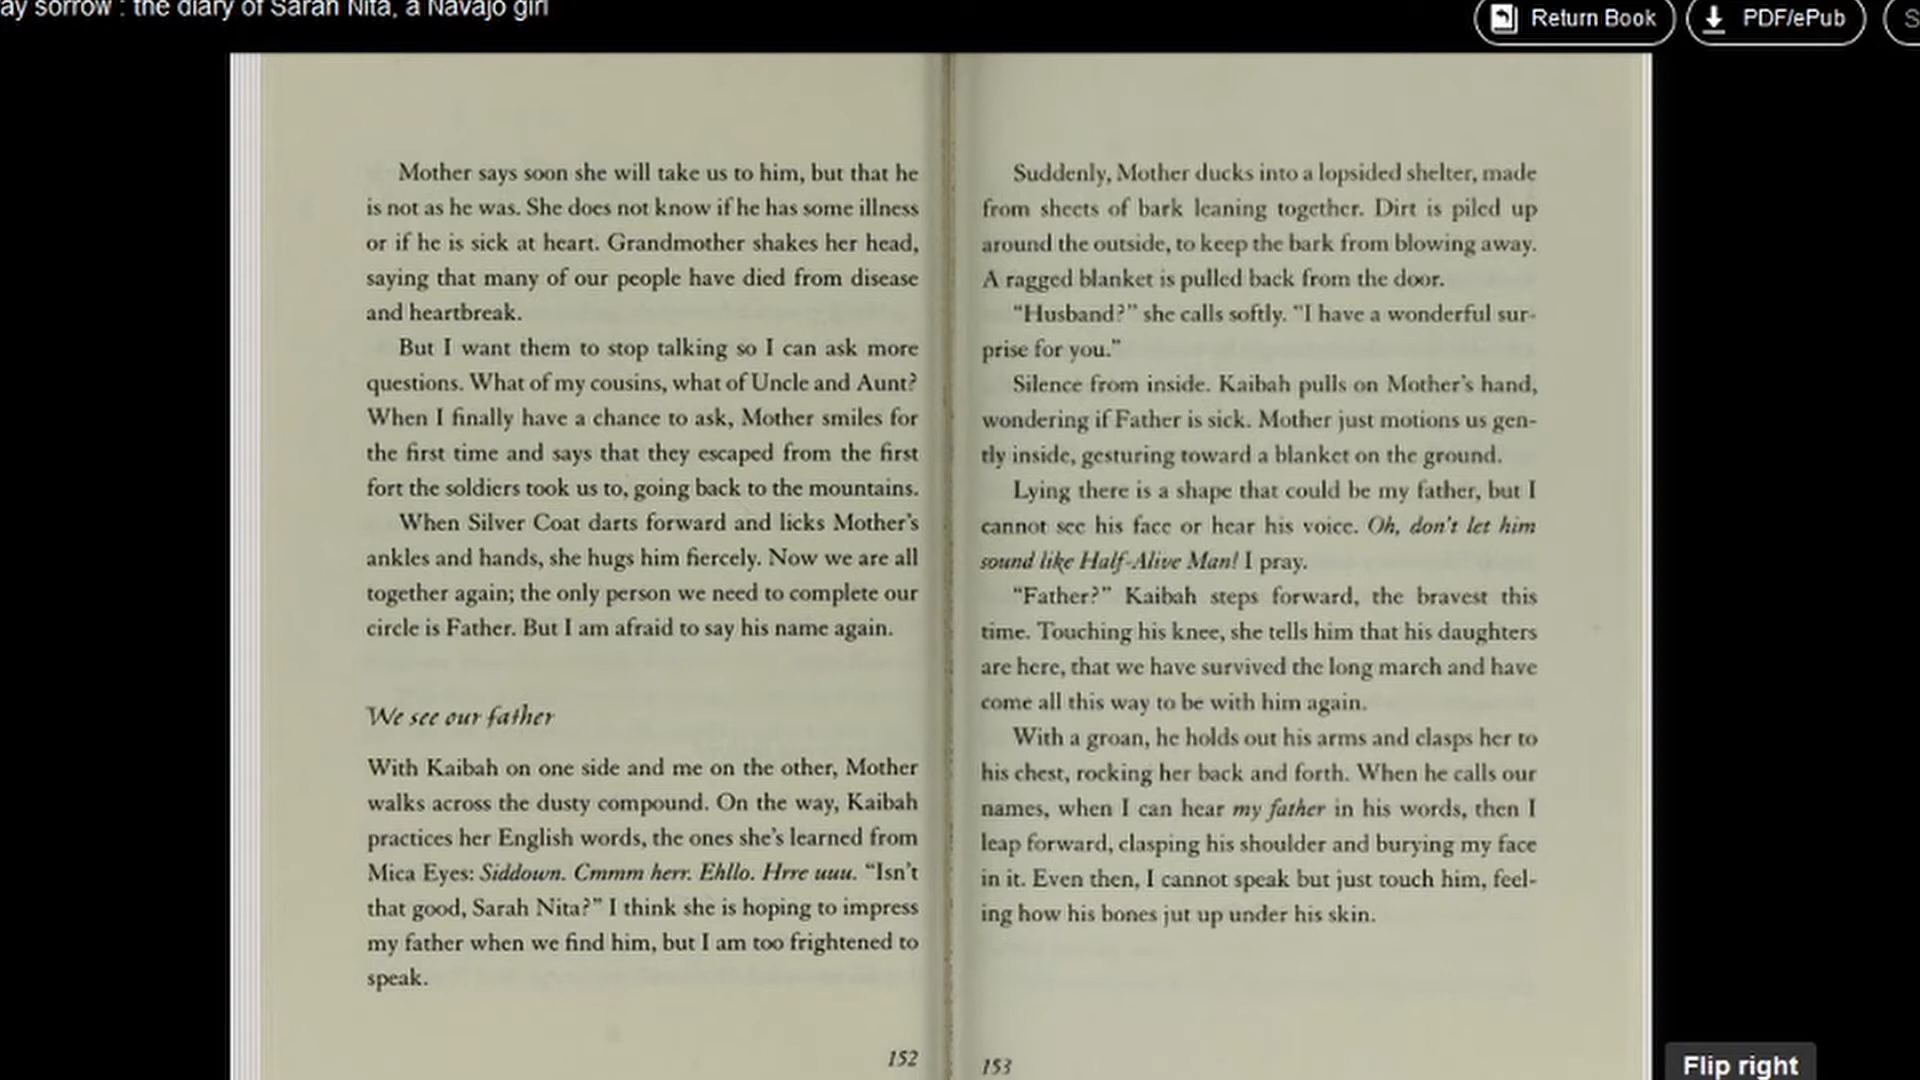 ay sorrow : the diary of Sarah Nita, a Navajo girl
Return Book
PDF/ePub
S
Mother says soon she will take us to him, but that he
is not as he was. She does not know if he has some illness
or if he is sick at heart. Grandmother shakes her head,
saying that many of our people have died from disease
and heartbreak.
But I want them to stop talking so I can ask more
questions. What of my cousins, what of Uncle and Aunt?
When I finally have a chance to ask, Mother smiles for
the first time and says that they escaped from the first
fort the soldiers took us to, going back to the mountains.
When Silver Coat darts forward and licks Mother's
ankles and hands, she hugs him fiercely. Now we are all
together again; the only person we need to complete our
circle is Father. But I am afraid to say his name again.
We see our father
With Kaibah on one side and me on the other, Mother
walks across the dusty compound. On the way, Kaibah
practices her English words, the ones she's learned from
Mica Eyes: Siddown. Cmmm herr. Ehllo. Hrre uuu. "Isn't
that good, Sarah Nita?" I think she is hoping to impress
my father when we find him, but I am too frightened to
speak.
152
Suddenly, Mother ducks into a lopsided shelter, made
from sheets of bark leaning together. Dirt is piled up
around the outside, to keep the bark from blowing away.
A ragged blanket is pulled back from the door.
"Husband?" she calls softly. "I have a wonderful sur-
prise for you."
Silence from inside. Kaibah pulls on Mother's hand,
wondering if Father is sick. Mother just motions us gen-
tly inside, gesturing toward a blanket on the ground.
Lying there is a shape that could be my father, but I
cannot see his face or hear his voice. Oh, don't let him
sound like Half-Alive Man! I pray.
"Father?" Kaibah steps forward, the bravest this
time. Touching his knee, she tells him that his daughters
are here, that we have survived the long march and have
come all this way to be with him again.
With a groan, he holds out his arms and clasps her to
his chest, rocking her back and forth. When he calls our
names, when I can hear my father in his words, then I
leap forward, clasping his shoulder and burying my face
in it. Even then, I cannot speak but just touch him, feel-
ing how his bones jut up under his skin.
153
Flip right